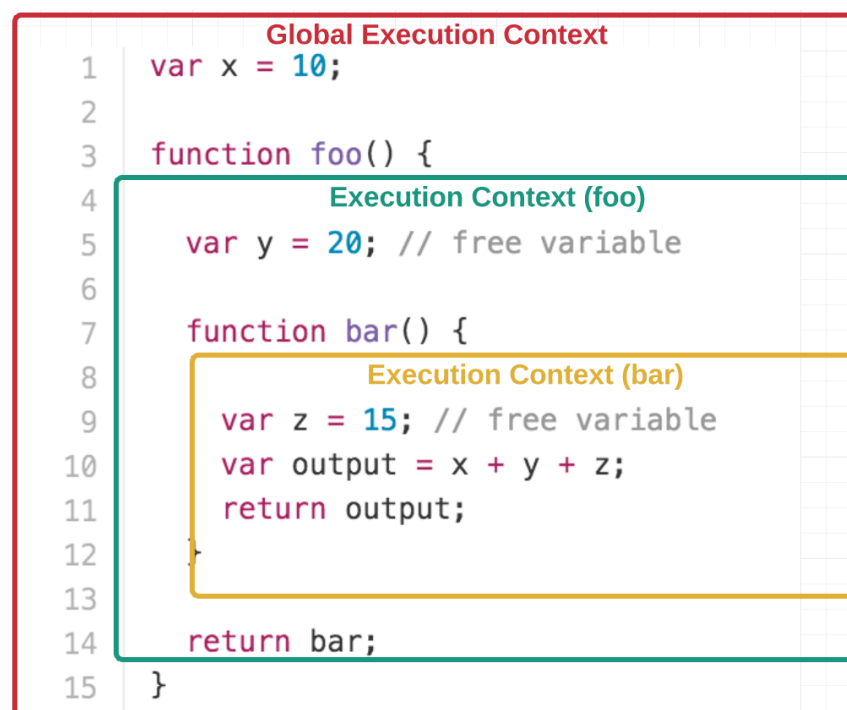 Global Execution Context
1 var x = 10;
2
3 function foo() {
4 Execution Context (foo)
5 var y = 20; // free variable
6
7 function bar() {
8 Execution Context (bar)
9 var z = 15; // free variable
10 var output = x + y + z;
11 return output;
12 }
13
14 return bar;
15 }